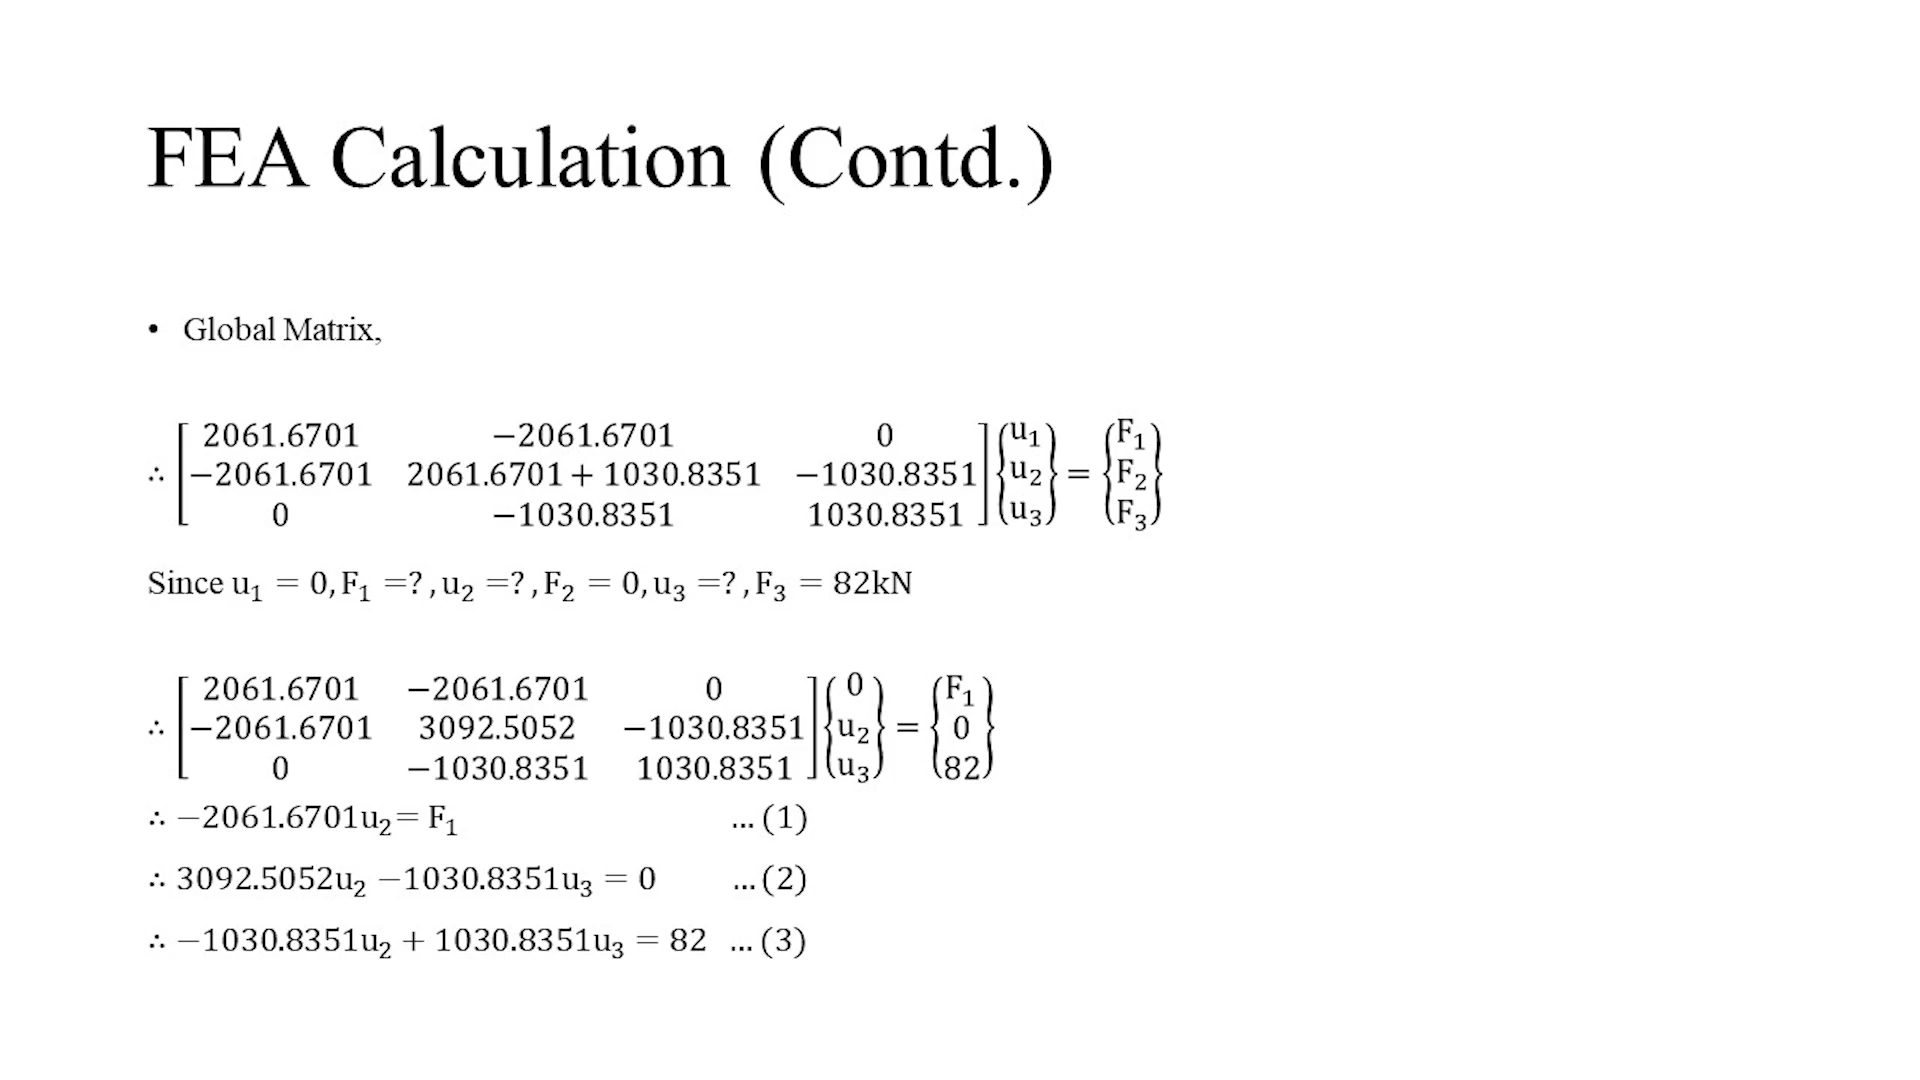 FEA Calculation (Contd.)
• Global Matrix,
∴ [2061.6701 −2061.6701 0] {u₁} = {F₁}
[−2061.6701 2061.6701 + 1030.8351 −1030.8351] {u₂} {F₂}
[0 −1030.8351 1030.8351] {u₃} {F₃}
Since u₁ = 0, F₁ =? , u₂ =? , F₂ = 0, u₃ =? , F₃ = 82kN
∴ [2061.6701 −2061.6701 0] {0} = {F₁}
[−2061.6701 3092.5052 −1030.8351] {u₂} {0}
[0 −1030.8351 1030.8351] {u₃} {82}
∴ −2061.6701u₂= F₁ … (1)
∴ 3092.5052u₂ −1030.8351u₃ = 0 … (2)
∴ −1030.8351u₂ + 1030.8351u₃ = 82 … (3)